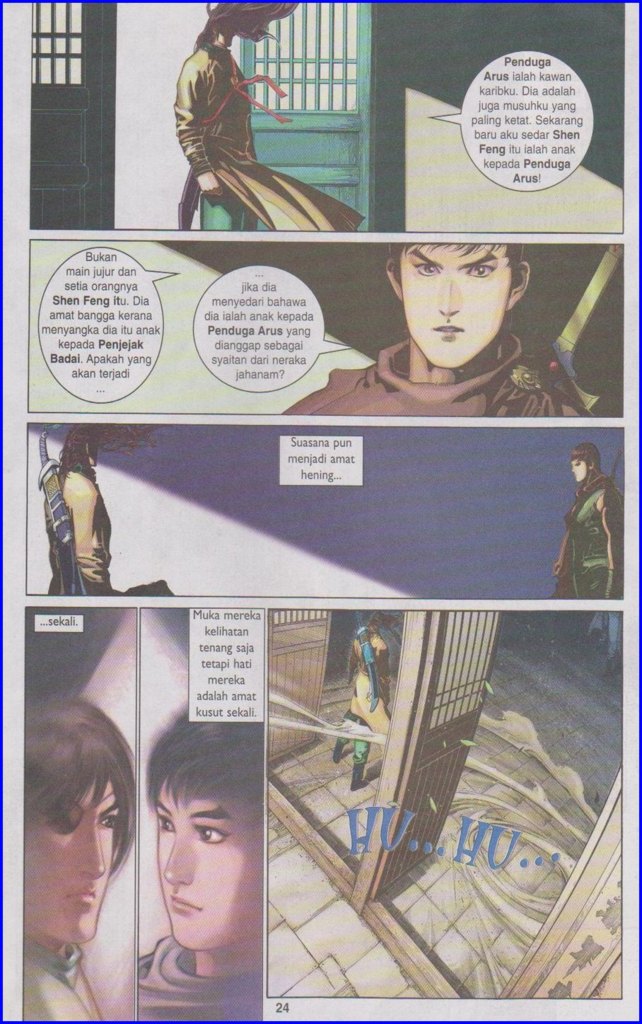 Penduga
Arus ialah kawan
karibku. Dia adalah
juga musuhku yang
paling ketat. Sekarang
baru aku sedar Shen
Feng itu ialah anak
kepada Penduga
Arus!
Bukan
main jujur dan
setia orangnya
Shen Feng itu. Dia
amat bangga kerana
menyangka dia itu anak
kepada Penjejak
Badai. Apakah yang
akan terjadi
...
...
jika dia
menyedari bahawa
dia ialah anak kepada
Penduga Arus yang
dianggap sebagai
syaitan dari neraka
jahanam?
Suasana pun
menjadi amat
hening...
...sekali.
Muka mereka
kelihatan
tenang saja
tetapi hati
mereka
adalah amat
kusut sekali.
HU... HU...
24